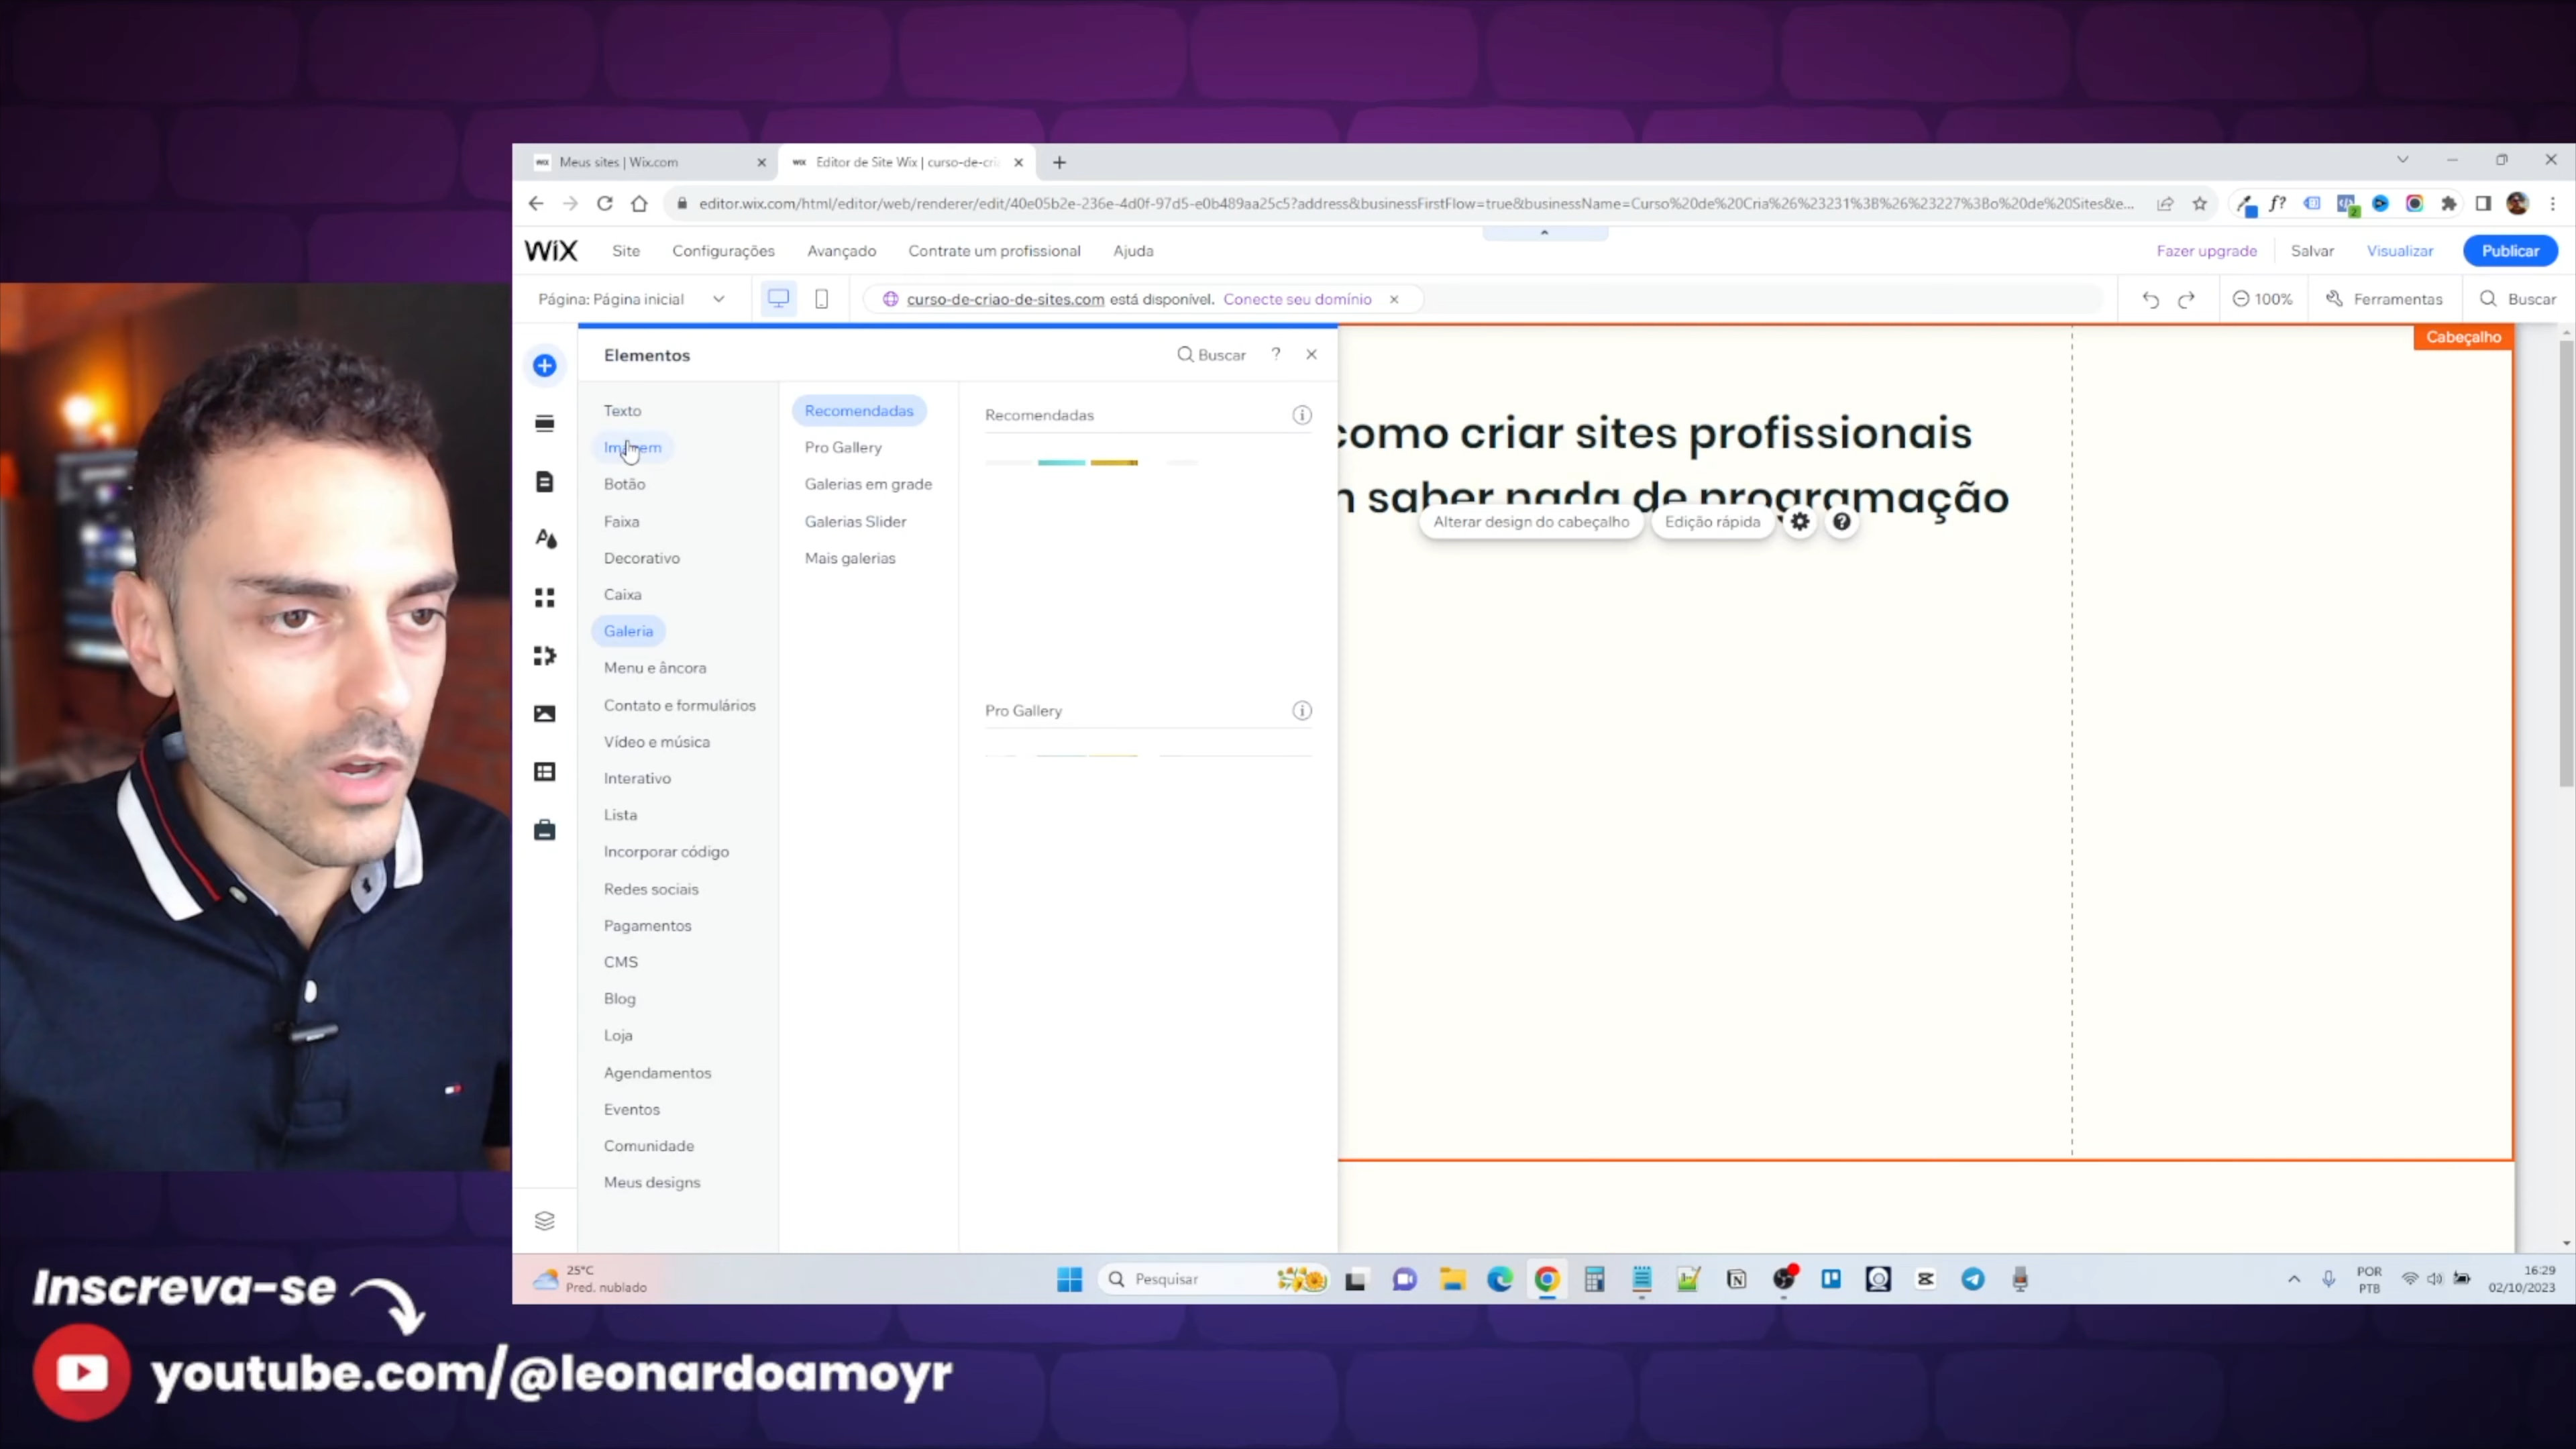 Meus sites | Wix.com
Editor de Site Wix | curso-de-cri
editor.wix.com/html/editor/web/renderer/edit/40e05b2e-236e-4d0f-97d5-e0b489aa25c5?address&businessFirstFlow=true&businessName=Curso%20de%20Cria%26%23231%38%26%23227%38o%20de%20Sites&e...
WiX
Site
Configurações
Avançado
Contrate um profissional
Ajuda
Fazer upgrade
Salvar
Visualizar
Publicar
Página: Página inicial
curso-de-criao-de-sites.com está disponível. Conecte seu domínio
100%
Ferramentas
Buscar
Elementos
Buscar
?
Texto
Botão
Faixa
Decorativo
Caixa
Galeria
Menu e âncora
Contato e formulários
Vídeo e música
Interativo
Lista
Incorporar código
Redes sociais
Pagamentos
CMS
Blog
Loja
Agendamentos
Eventos
Comunidade
Meus designs
Recomendadas
Pro Gallery
Galerias em grade
Galerias Slider
Mais galerias
Recomendadas
Pro Gallery
Cabeçalho
como criar sites profissionais
saber nada de programação
Alterar design do cabeçalho
Edição rápida
25°C
Pred. nublado
Pesquisar
POR
PTB
16:29
02/10/2023
Inscreva-se
youtube.com/@leonardoamoyr